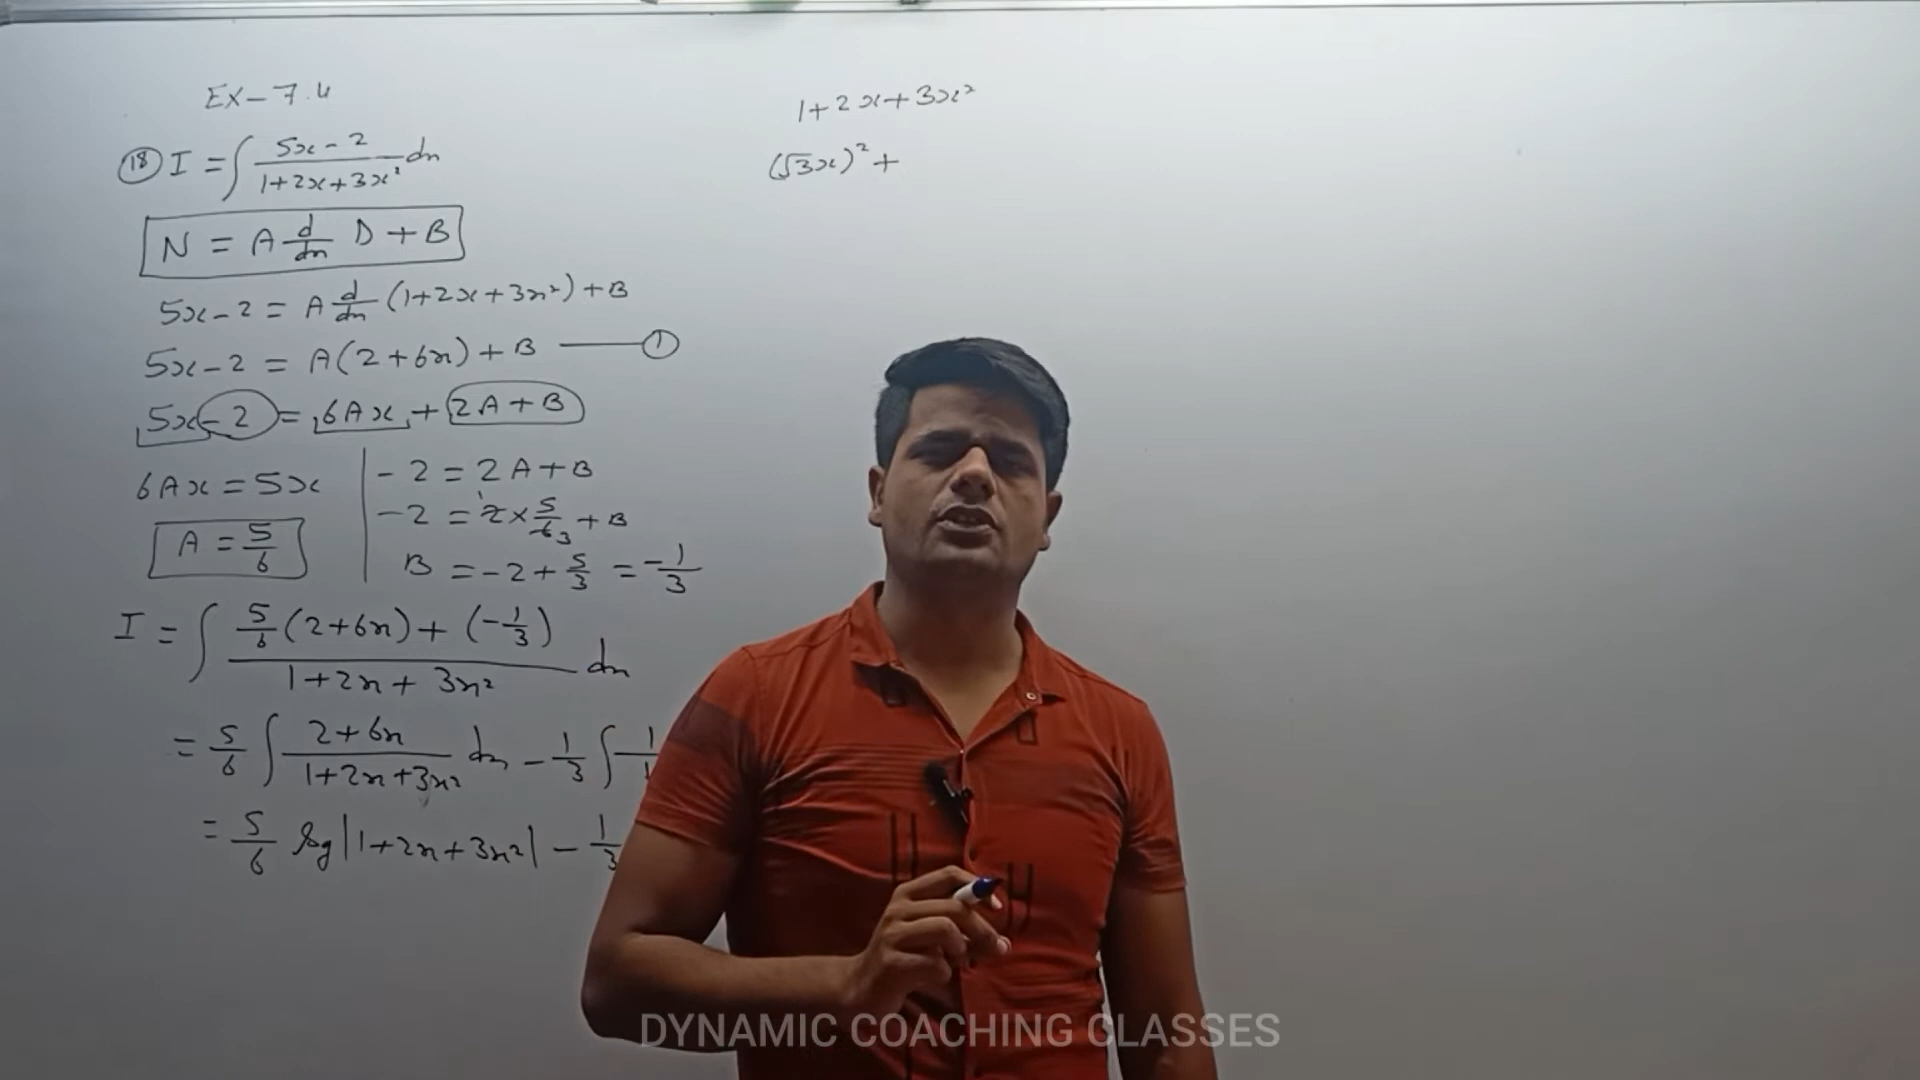 EX-7.4
(18) I = ∫ (5x-2)/(1+2x+3x²) dx
N = A d/dx D + B
5x-2 = A d/dx (1+2x+3x²) + B
5x-2 = A(2+6x) + B —— (1)
5x-2 = 6Ax + 2A+B
6Ax = 5x
A = 5/6
-2 = 2A+B
-2 = 2 × 5/6 3 + B
B = -2 + 5/3 = -1/3
I = ∫ (5/6 (2+6x) + (-1/3))/(1+2x+3x²) dx
= 5/6 ∫ (2+6x)/(1+2x+3x²) dx - 1/3 ∫ 1/1
= 5/6 log|1+2x+3x²| - 1/3
1+2x+3x²
(√3x)² +
DYNAMIC COACHING CLASSES